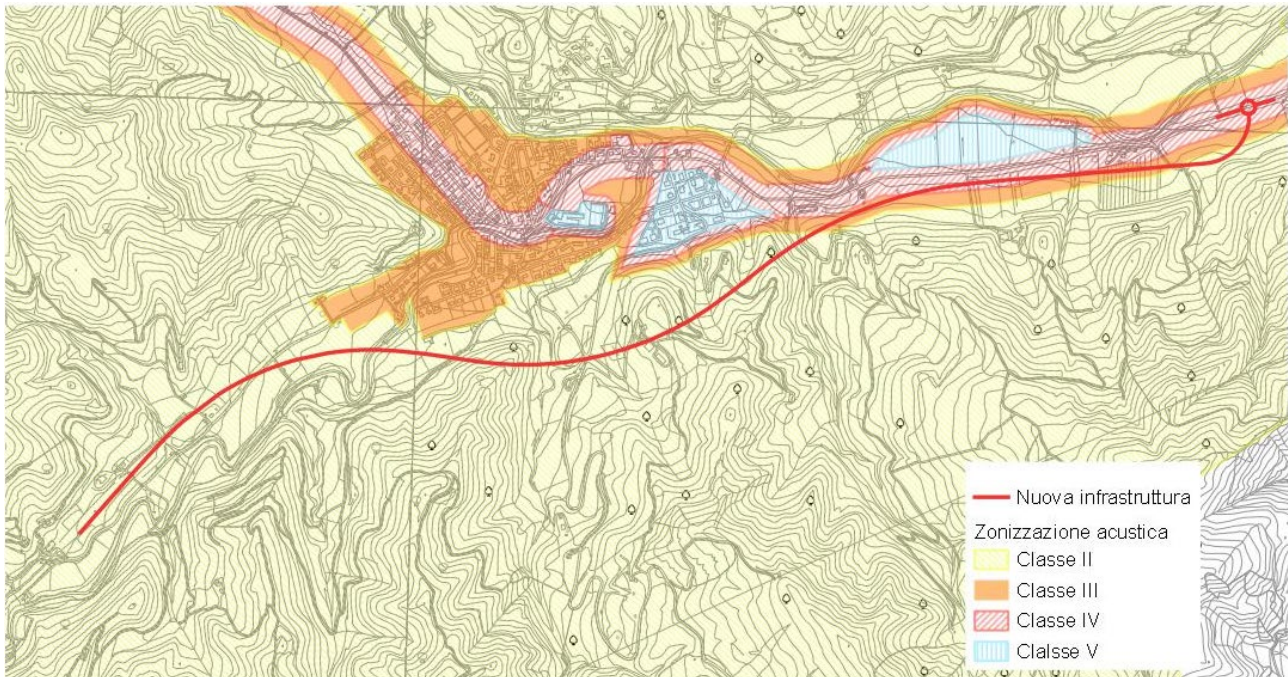 Nuova infrastruttura
Zonizzazione acustica
Classe II
Classe III
Classe IV
Clalsse V